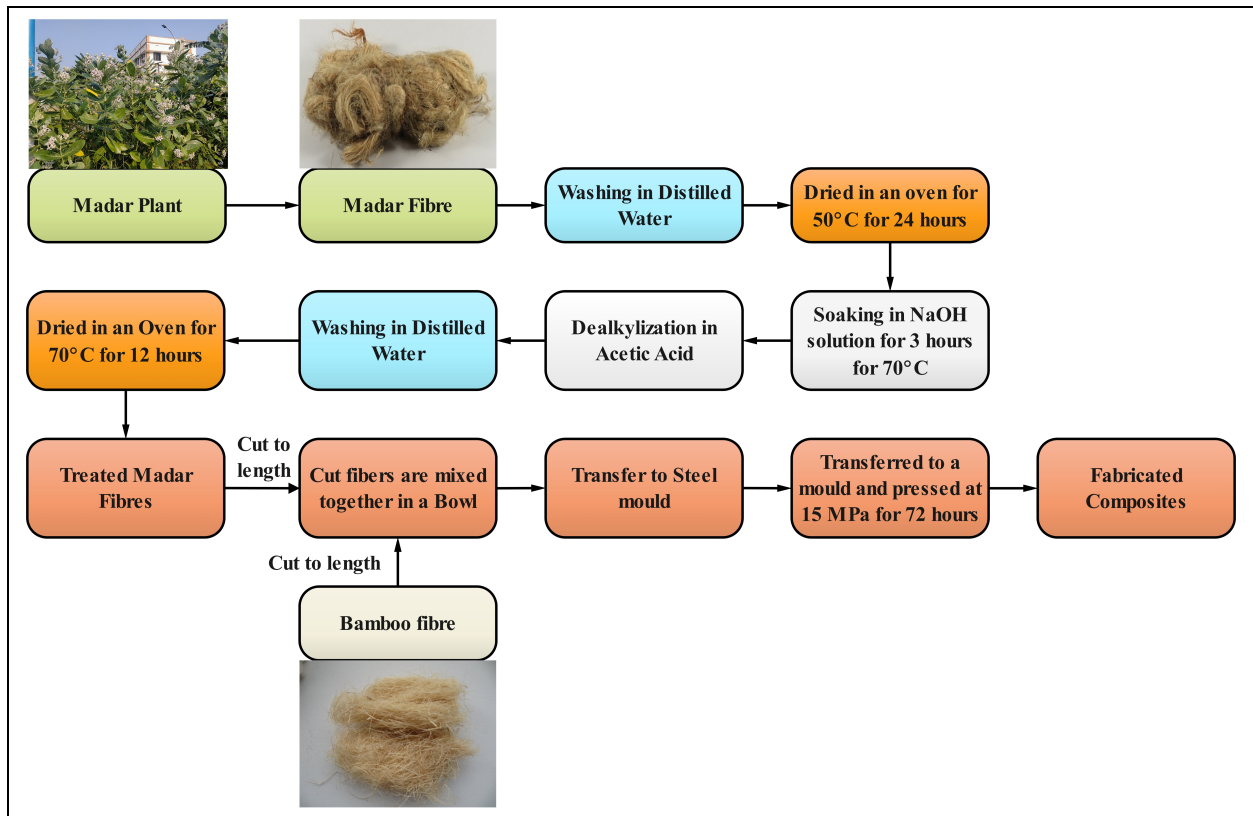 Madar Plant
Madar Fibre
Washing in Distilled
Water
Dried in an oven for
50°C for 24 hours
Soaking in NaOH
solution for 3 hours
for 70°C
Dealkylization in
Acetic Acid
Washing in Distilled
Water
Dried in an Oven for
70°C for 12 hours
Treated Madar
Fibres
Cut to
length
Cut fibers are mixed
together in a Bowl
Transfer to Steel
mould
Transferred to a
mould and pressed at
15 MPa for 72 hours
Fabricated
Composites
Cut to length
Bamboo fibre